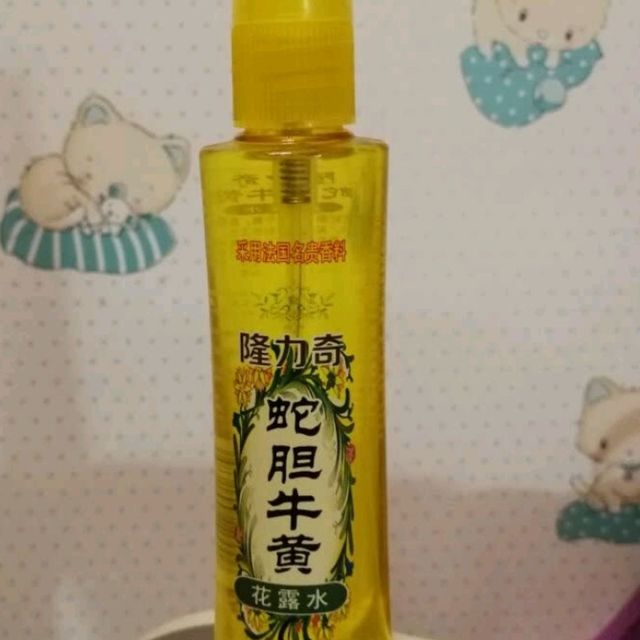 采用法国名贵香料
隆力奇
蛇胆牛黄
花露水